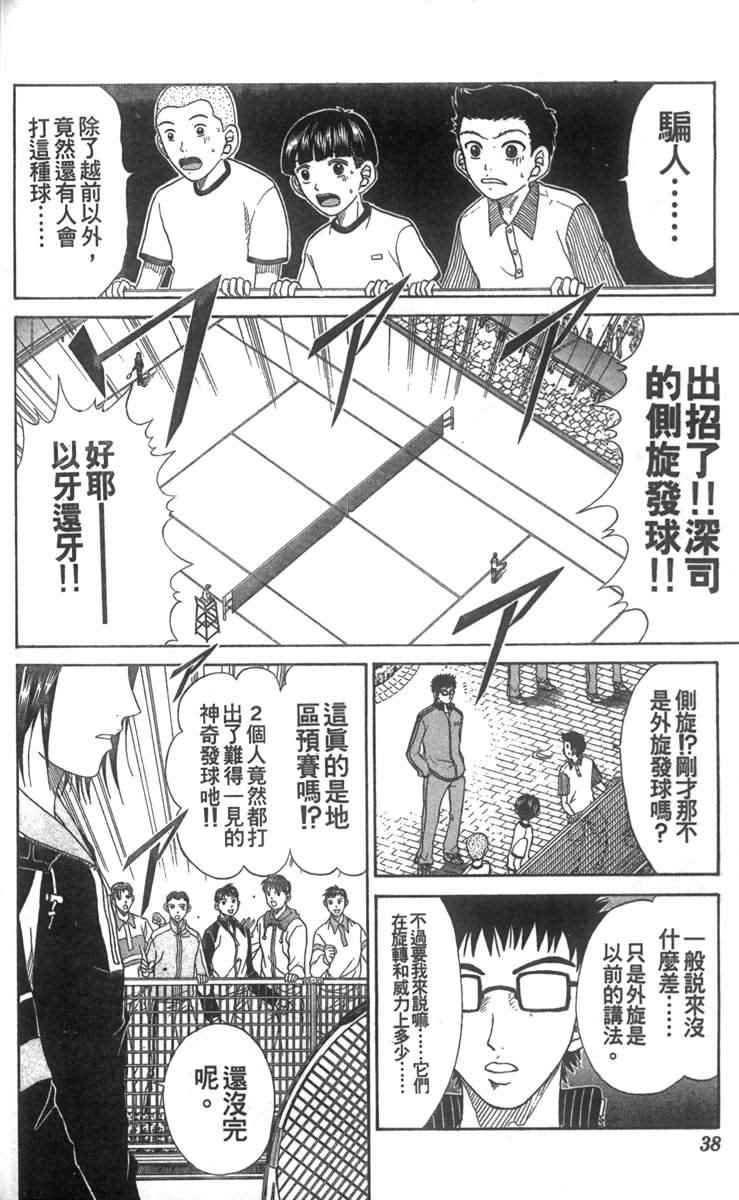 騙人……
除了越前以外，
竟然還有人會
打這種球……
出招了!!深司
的側旋發球!!
好耶——
以牙還牙!!
側旋!?剛才那不
是外旋發球嗎？
一般說來沒
什麼差……
只是外旋是
以前的講法。
不過要我來說嘛……它們
在旋轉和威力上多少……
這真的是地
區預賽嗎!?
2個人竟然都打
出了難得一見的
神奇發球吔!!
還沒完
呢。
38